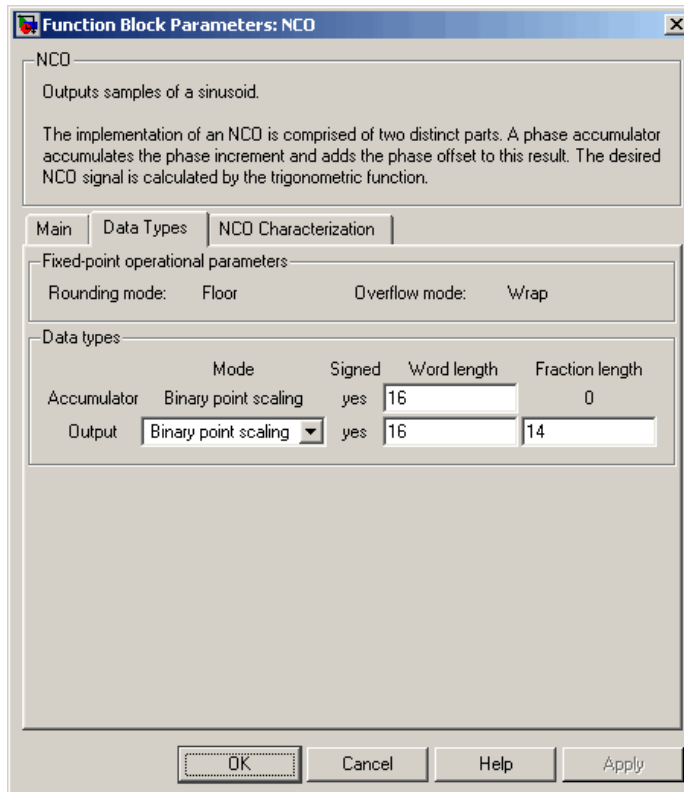 Function Block Parameters: NCO
NCO
Outputs samples of a sinusoid.
The implementation of an NCO is comprised of two distinct parts. A phase accumulator
accumulates the phase increment and adds the phase offset to this result. The desired
NCO signal is calculated by the trigonometric function.
Main Data Types NCO Characterization
Fixed-point operational parameters
Rounding mode: Floor Overflow mode: Wrap
Data types
Mode Signed Word length Fraction length
Accumulator Binary point scaling yes 16 0
Output Binary point scaling yes 16 14
OK Cancel Help Apply